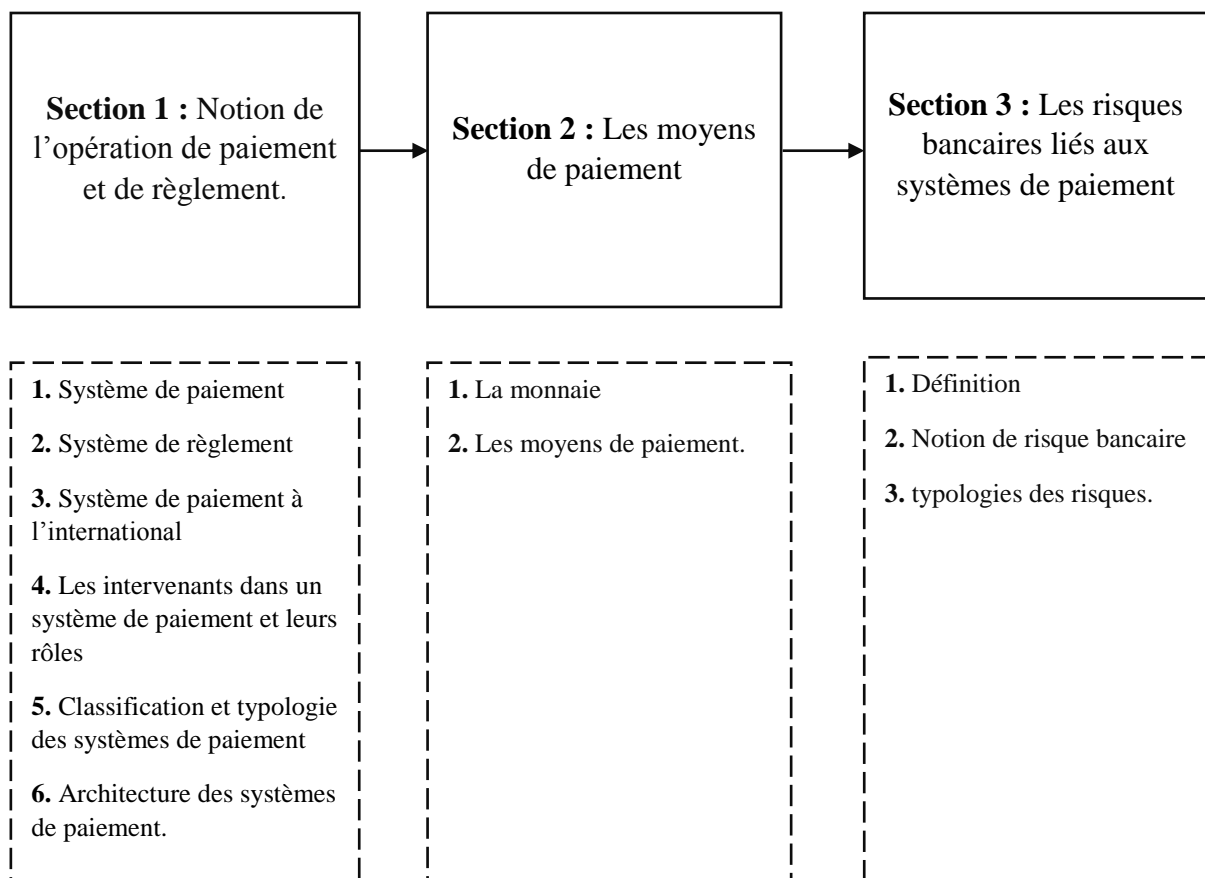 Section 1 : Notion de
l’opération de paiement
et de règlement.
Section 2 : Les moyens
de paiement
Section 3 : Les risques
bancaires liés aux
systèmes de paiement
1. Système de paiement
2. Système de règlement
3. Système de paiement à
l’international
4. Les intervenants dans un
système de paiement et leurs
rôles
5. Classification et typologie
des systèmes de paiement
6. Architecture des systèmes
de paiement.
1. La monnaie
2. Les moyens de paiement.
1. Définition
2. Notion de risque bancaire
3. typologies des risques.